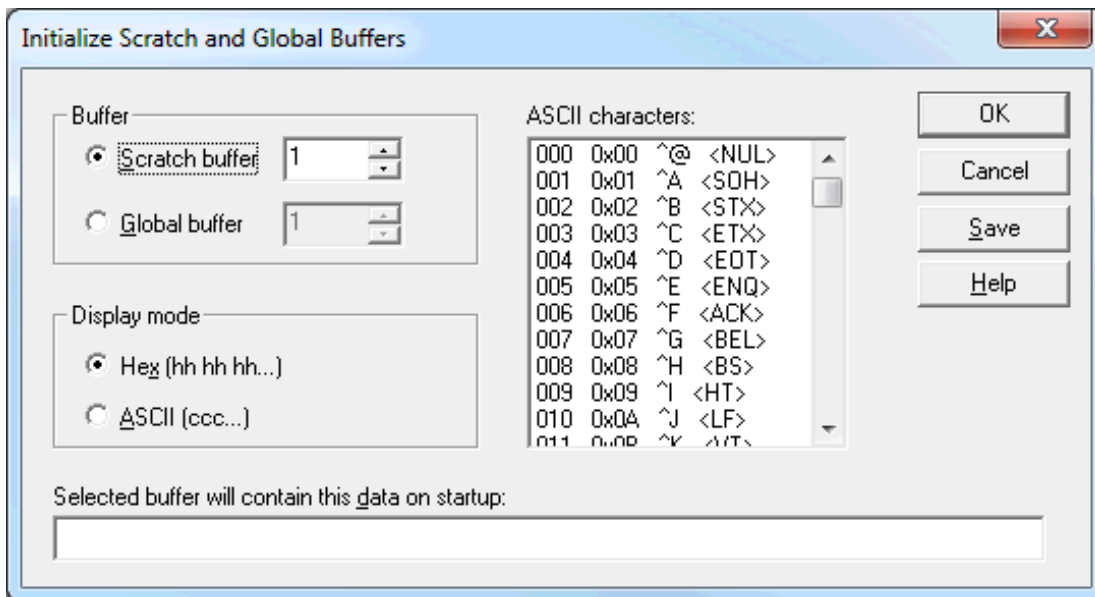 Initialize Scratch and Global Buffers
Buffer
Scratch buffer 1
Global buffer 1
Display mode
Hex (hh hh hh...)
ASCII (ccc...)
ASCII characters:
000 0x00 ^@ <NUL>
001 0x01 ^A <SOH>
002 0x02 ^B <STX>
003 0x03 ^C <ETX>
004 0x04 ^D <EOT>
005 0x05 ^E <ENQ>
006 0x06 ^F <ACK>
007 0x07 ^G <BEL>
008 0x08 ^H <BS>
009 0x09 ^I <HT>
010 0x0A ^J <LF>
011 0x0B ^K <VT>
OK
Cancel
Save
Help
Selected buffer will contain this data on startup: